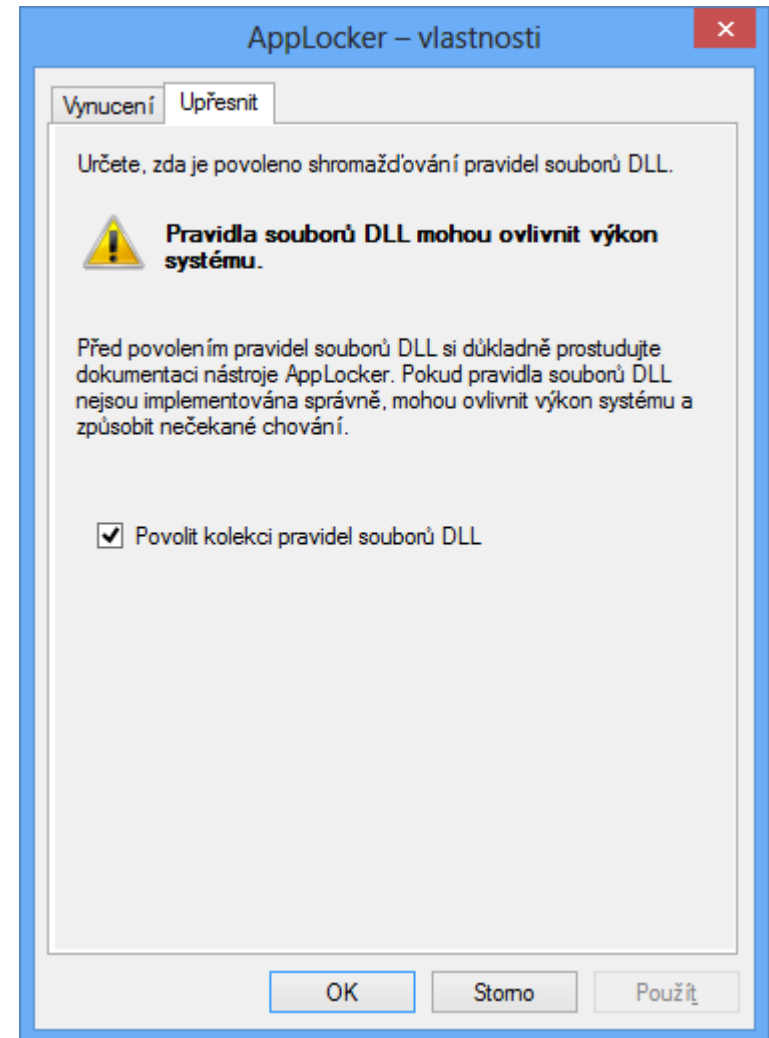 AppLocker – vlastnosti
Vynucení
Upřesnit
Určete, zda je povoleno shromažďování pravidel souborů DLL.
Pravidla souborů DLL mohou ovlivnit výkon
systému.
Před povolením pravidel souborů DLL si důkladně prostudujte
dokumentaci nástroje AppLocker. Pokud pravidla souborů DLL
nejsou implementována správně, mohou ovlivnit výkon systému a
způsobit nečekané chování.
Povolit kolekci pravidel souborů DLL
OK
Storno
Použít